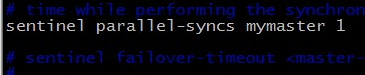 # time while performing the synchron
sentinel parallel-syncs mymaster 1
# sentinel failover-timeout <master-
#